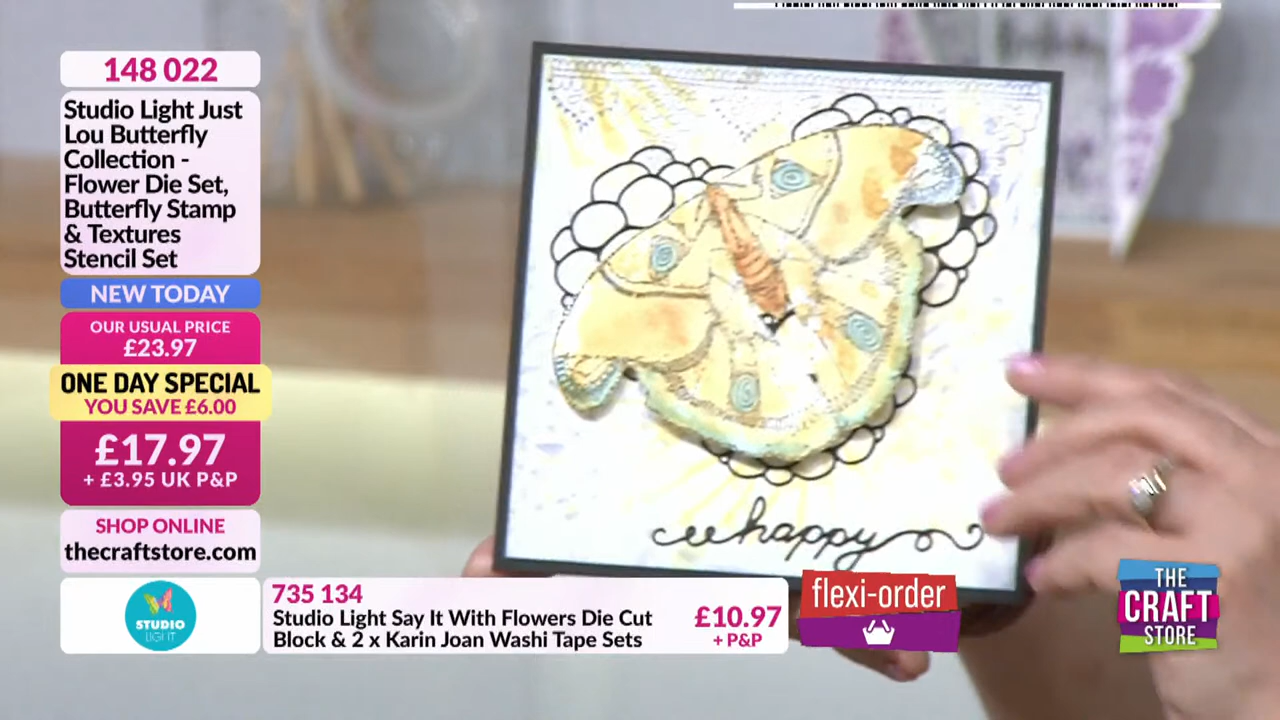 148 022
Studio Light Just
Lou Butterfly
Collection -
Flower Die Set,
Butterfly Stamp
& Textures
Stencil Set
NEW TODAY
OUR USUAL PRICE
£23.97
ONE DAY SPECIAL
YOU SAVE £6.00
£17.97
+ £3.95 UK P&P
SHOP ONLINE
thecraftstore.com
happy
STUDIO
LIGHT
735 134
Studio Light Say It With Flowers Die Cut
Block & 2 x Karin Joan Washi Tape Sets
£10.97
+ P&P
flexi-order
THE
CRAFT
STORE